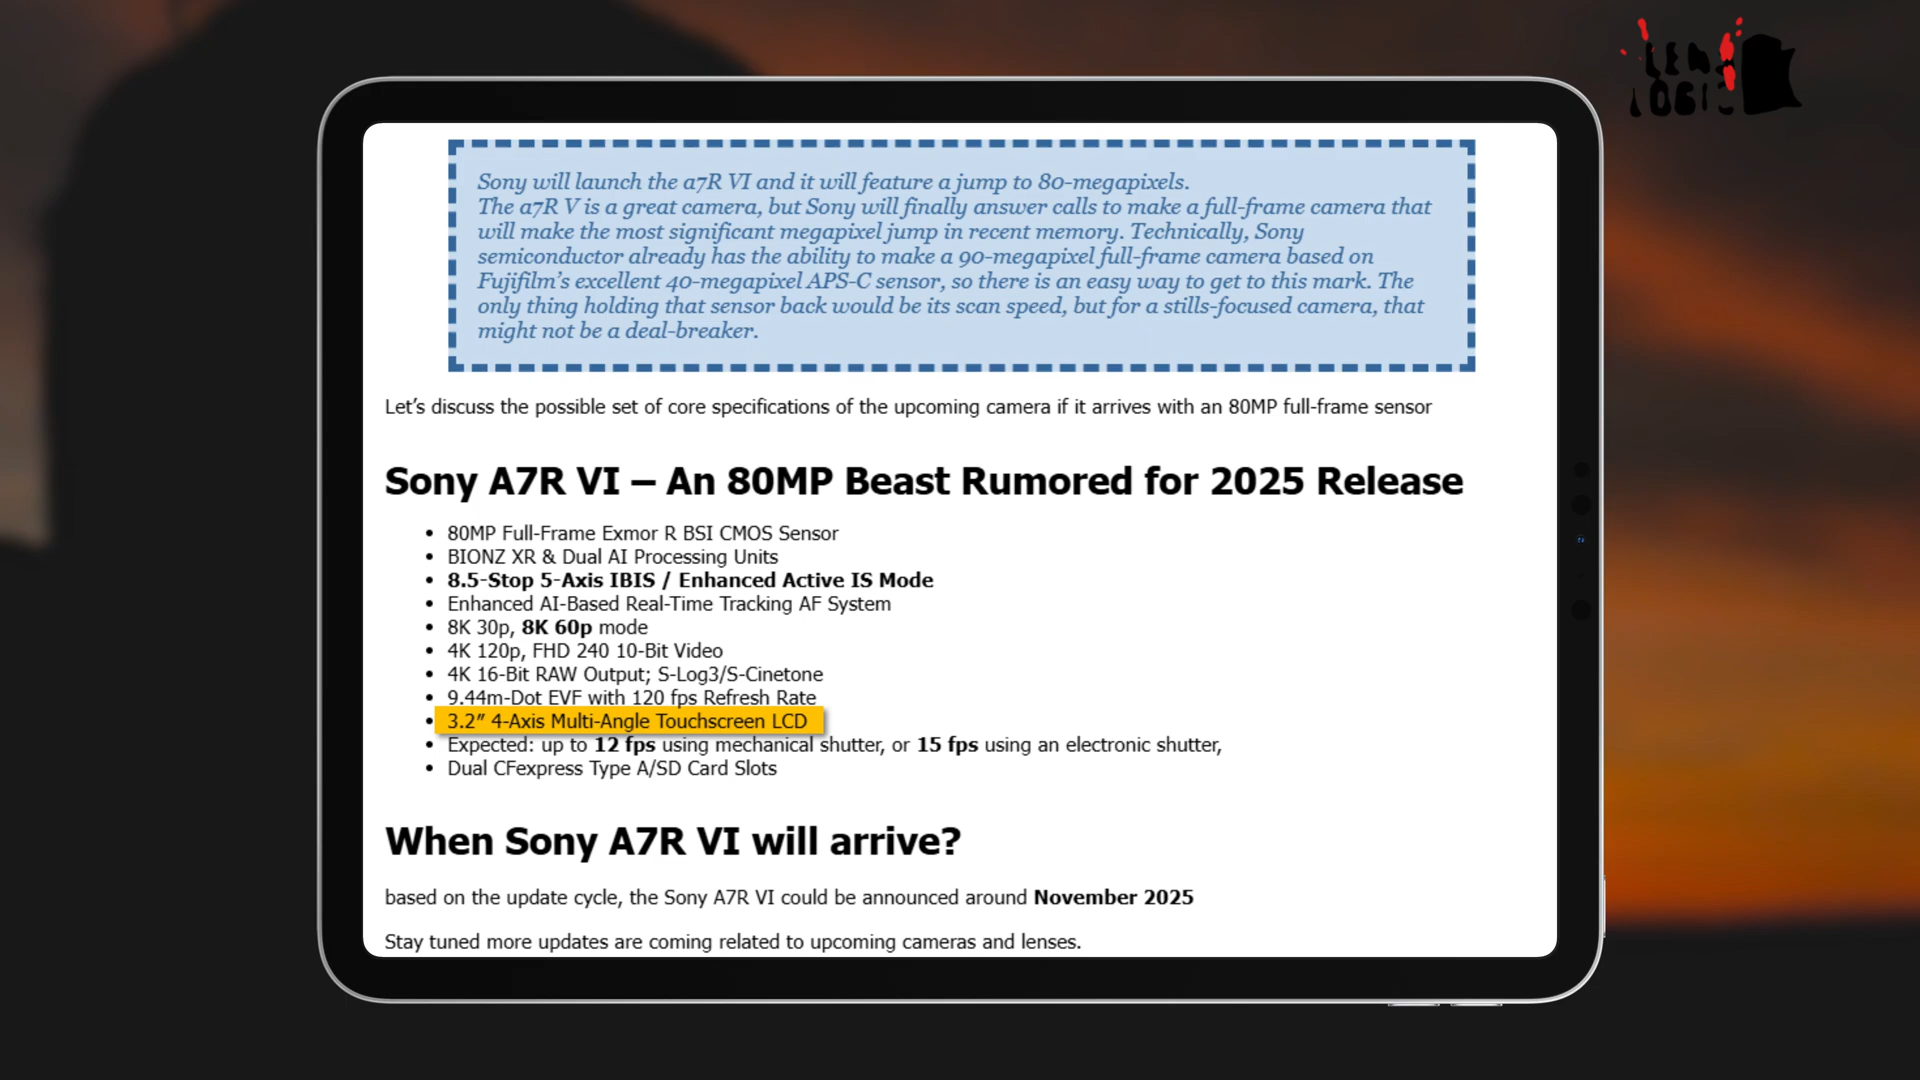 LENS
LOGIC
Sony will launch the a7R VI and it will feature a jump to 80-megapixels.
The a7R V is a great camera, but Sony will finally answer calls to make a full-frame camera that
will make the most significant megapixel jump in recent memory. Technically, Sony
semiconductor already has the ability to make a 90-megapixel full-frame camera based on
Fujifilm’s excellent 40-megapixel APS-C sensor, so there is an easy way to get to this mark. The
only thing holding that sensor back would be its scan speed, but for a stills-focused camera, that
might not be a deal-breaker.
Let’s discuss the possible set of core specifications of the upcoming camera if it arrives with an 80MP full-frame sensor
Sony A7R VI – An 80MP Beast Rumored for 2025 Release
• 80MP Full-Frame Exmor R BSI CMOS Sensor
• BIONZ XR & Dual AI Processing Units
• 8.5-Stop 5-Axis IBIS / Enhanced Active IS Mode
• Enhanced AI-Based Real-Time Tracking AF System
• 8K 30p, 8K 60p mode
• 4K 120p, FHD 240 10-Bit Video
• 4K 16-Bit RAW Output; S-Log3/S-Cinetone
• 9.44m-Dot EVF with 120 fps Refresh Rate
• 3.2″ 4-Axis Multi-Angle Touchscreen LCD
• Expected: up to 12 fps using mechanical shutter, or 15 fps using an electronic shutter,
• Dual CFexpress Type A/SD Card Slots
When Sony A7R VI will arrive?
based on the update cycle, the Sony A7R VI could be announced around November 2025
Stay tuned more updates are coming related to upcoming cameras and lenses.